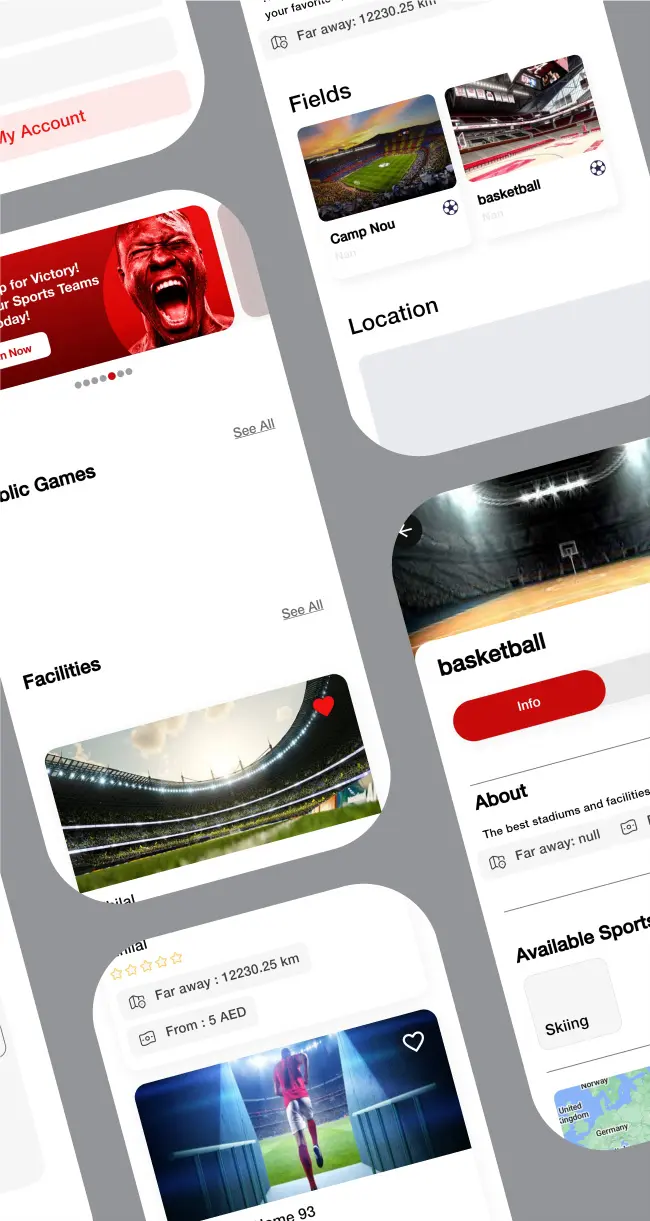 My Account
your favorite
Far away: 12230.25 km
Fields
Camp Nou
Nan
basketball
Nan
Location
p for Victory!
ur Sports Teams
oday!
n Now
See All
blic Games
See All
Facilities
hilal
hilal
Far away : 12230.25 km
From : 5 AED
ome 93
basketball
Info
About
The best stadiums and facilities
Far away: null
Available Sports
Skiing
Norway
United
Kingdom
Germany